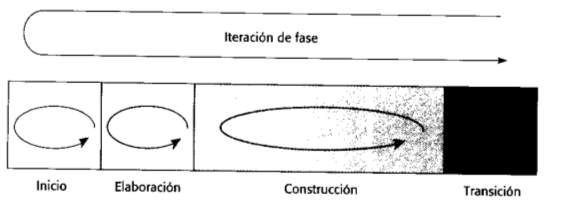 Iteración de fase
Inicio
Elaboración
Construcción
Transición